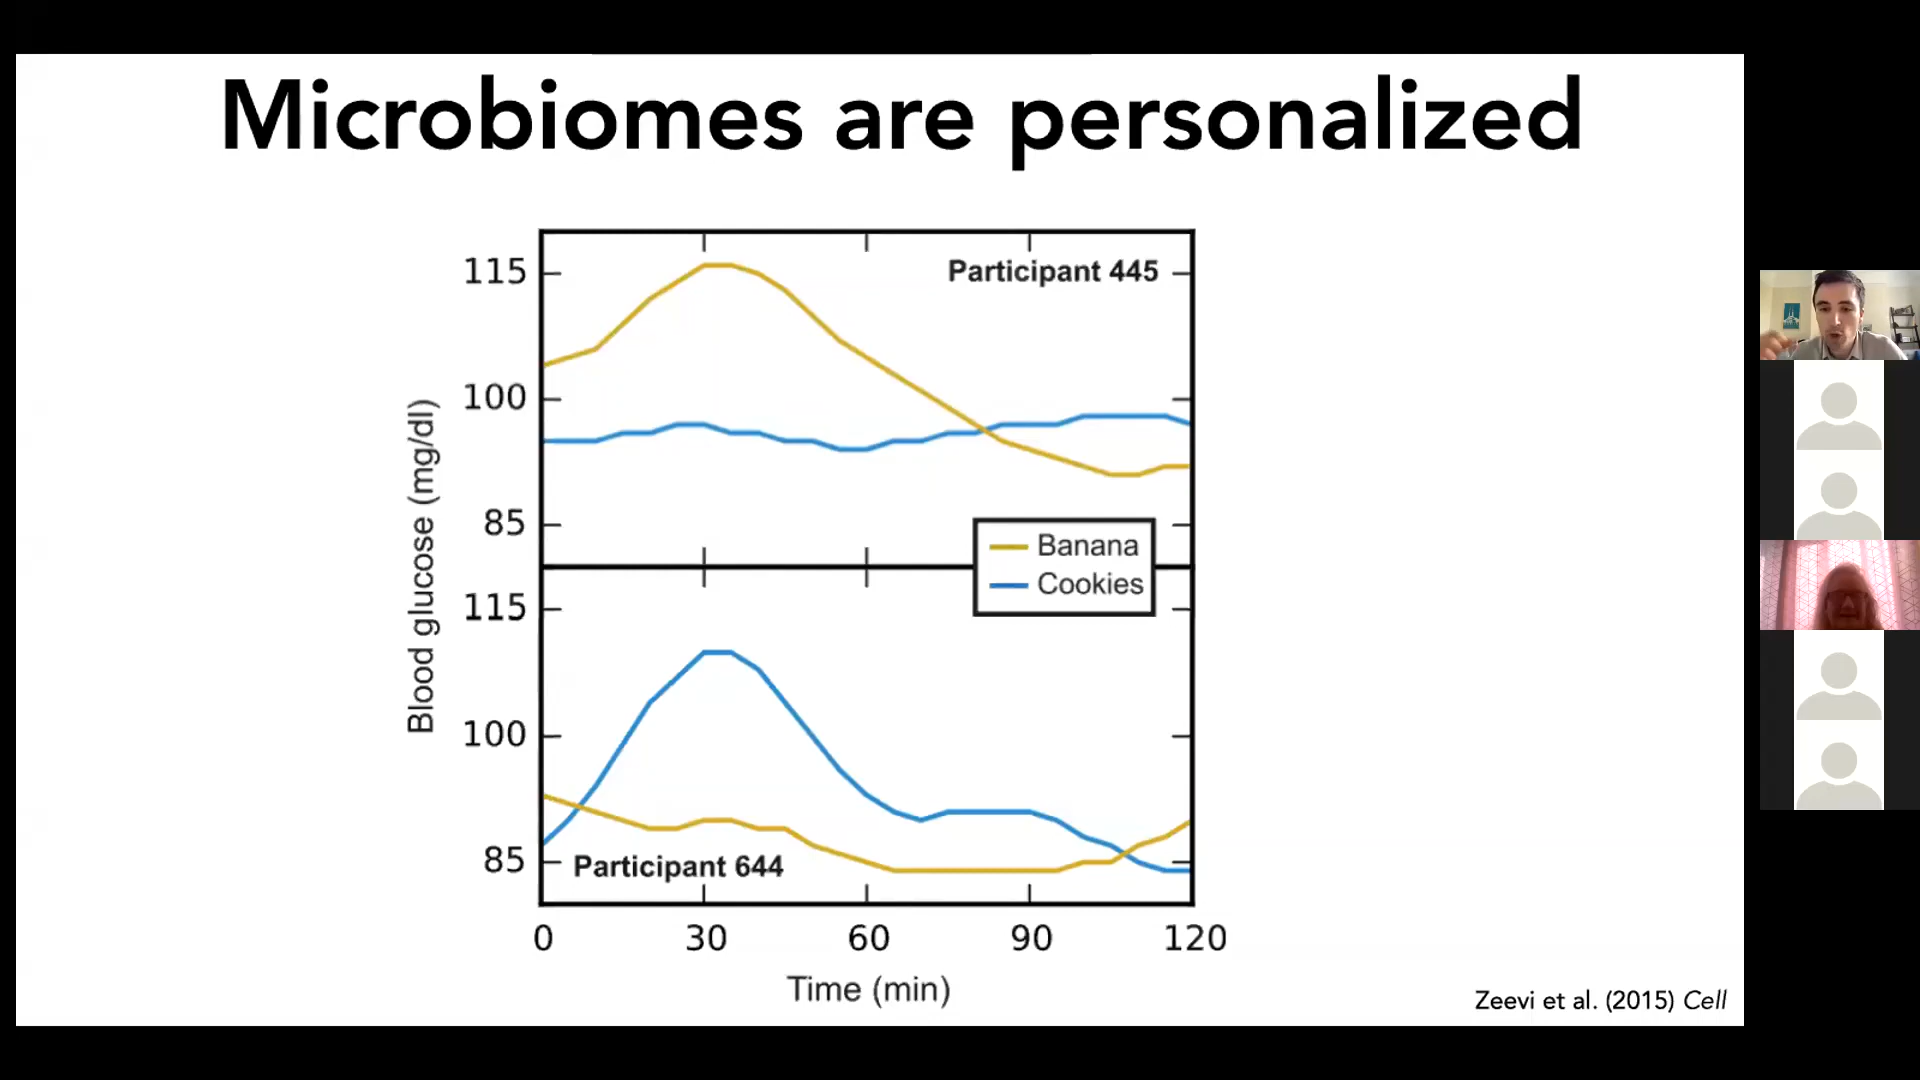 Microbiomes are personalized
115
Participant 445
100
85
Banana
Cookies
115
100
85
Participant 644
Blood glucose (mg/dl)
0 30 60 90 120
Time (min)
Zeevi et al. (2015) Cell